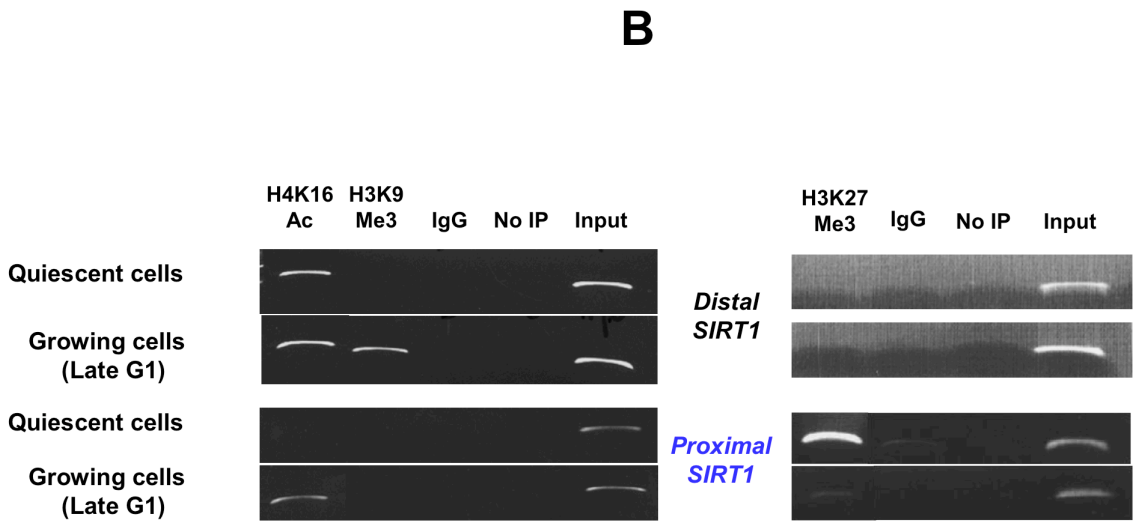 B
H4K16 H3K9
Ac Me3 IgG No IP Input
H3K27
Me3 IgG No IP Input
Quiescent cells
Growing cells
(Late G1)
Distal
SIRT1
Quiescent cells
Growing cells
(Late G1)
Proximal
SIRT1